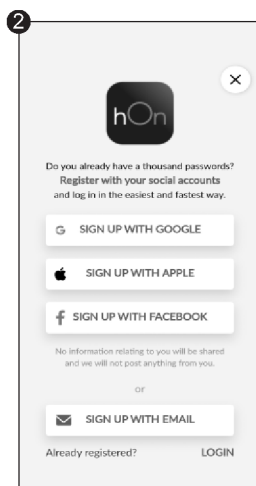 2
hOn
Do you already have a thousand passwords?
Register with your social accounts
and log in in the easiest and fastest way.
G SIGN UP WITH GOOGLE
SIGN UP WITH APPLE
f SIGN UP WITH FACEBOOK
No information relating to you will be shared
and we will not post anything from you.
or
SIGN UP WITH EMAIL
Already registered? LOGIN